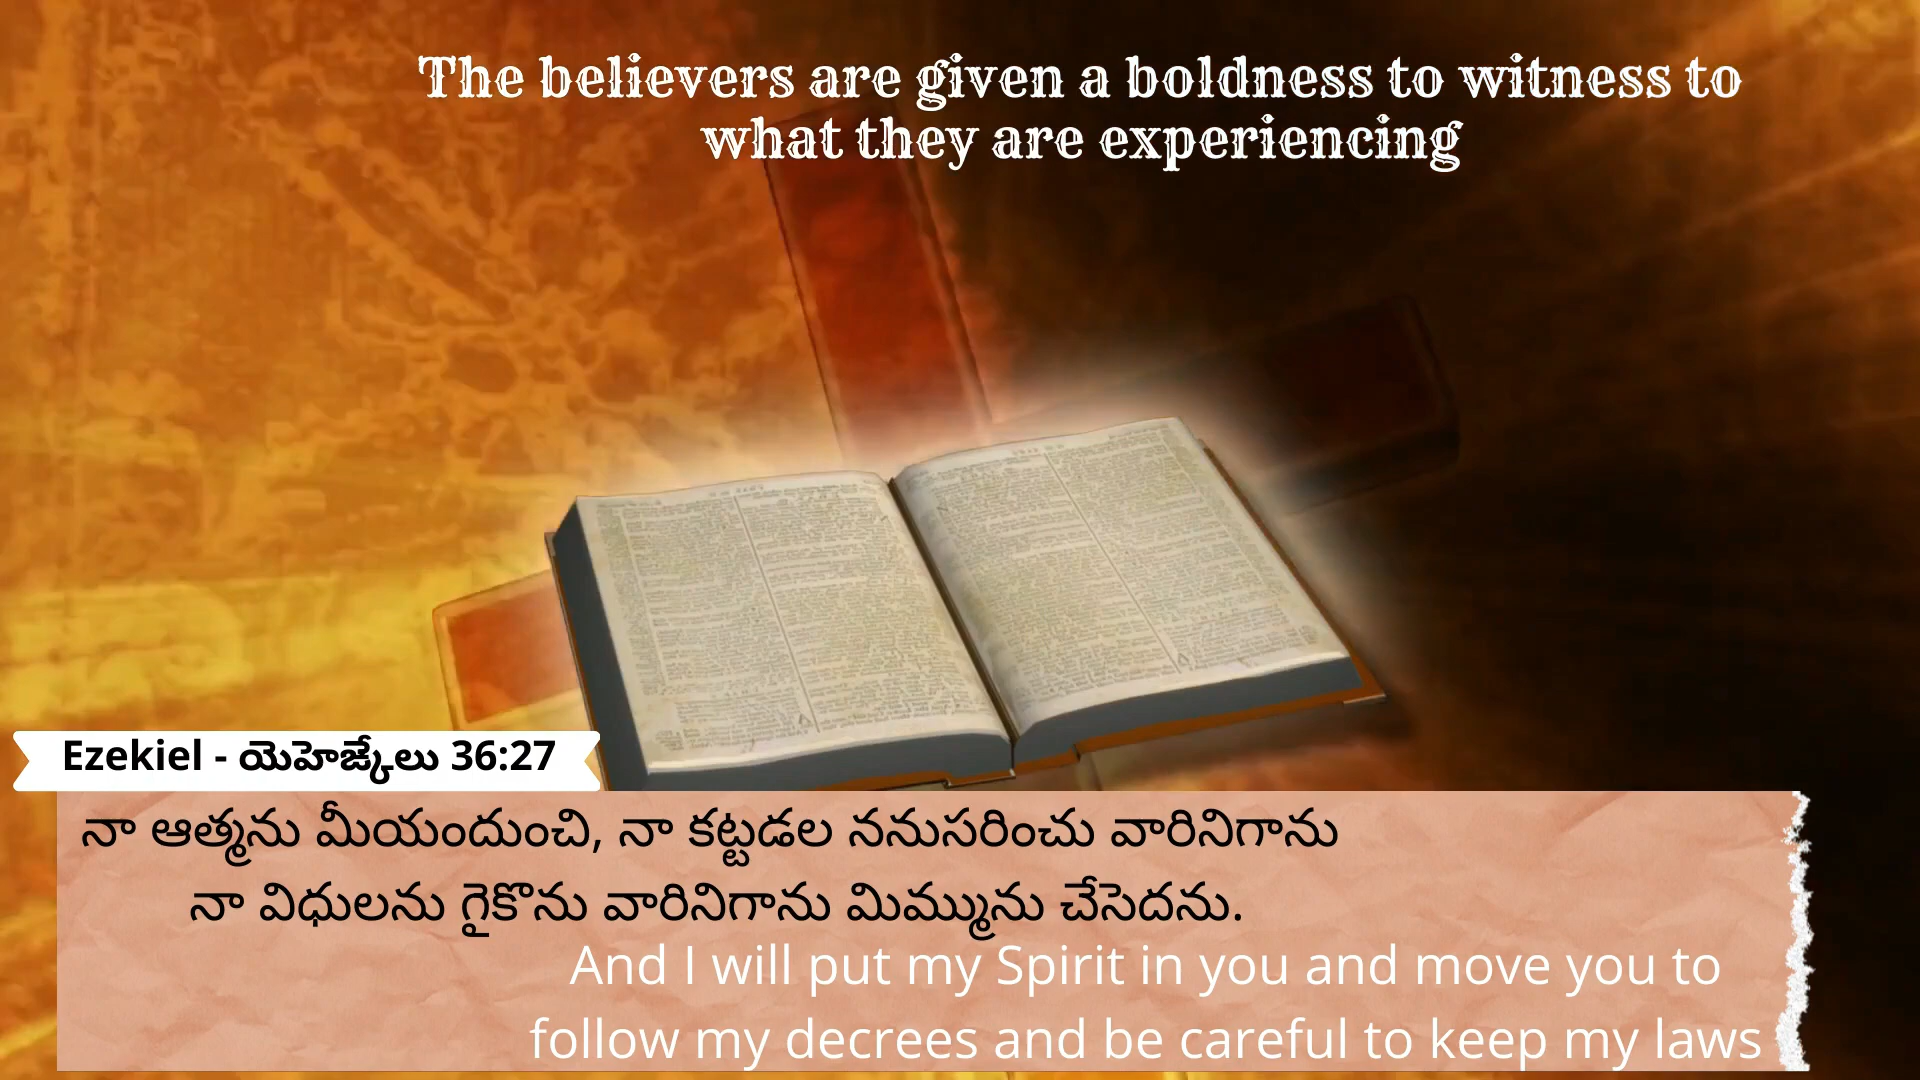 The believers are given a boldness to witness to
what they are experiencing
Ezekiel - యెహెఙ్కేలు 36:27
నా ఆత్మను మీయందుంచి, నా కట్టడల ననుసరించు వారినిగాను
నా విధులను గైకొను వారినిగాను మిమ్మును చేసెదను.
And I will put my Spirit in you and move you to
follow my decrees and be careful to keep my laws